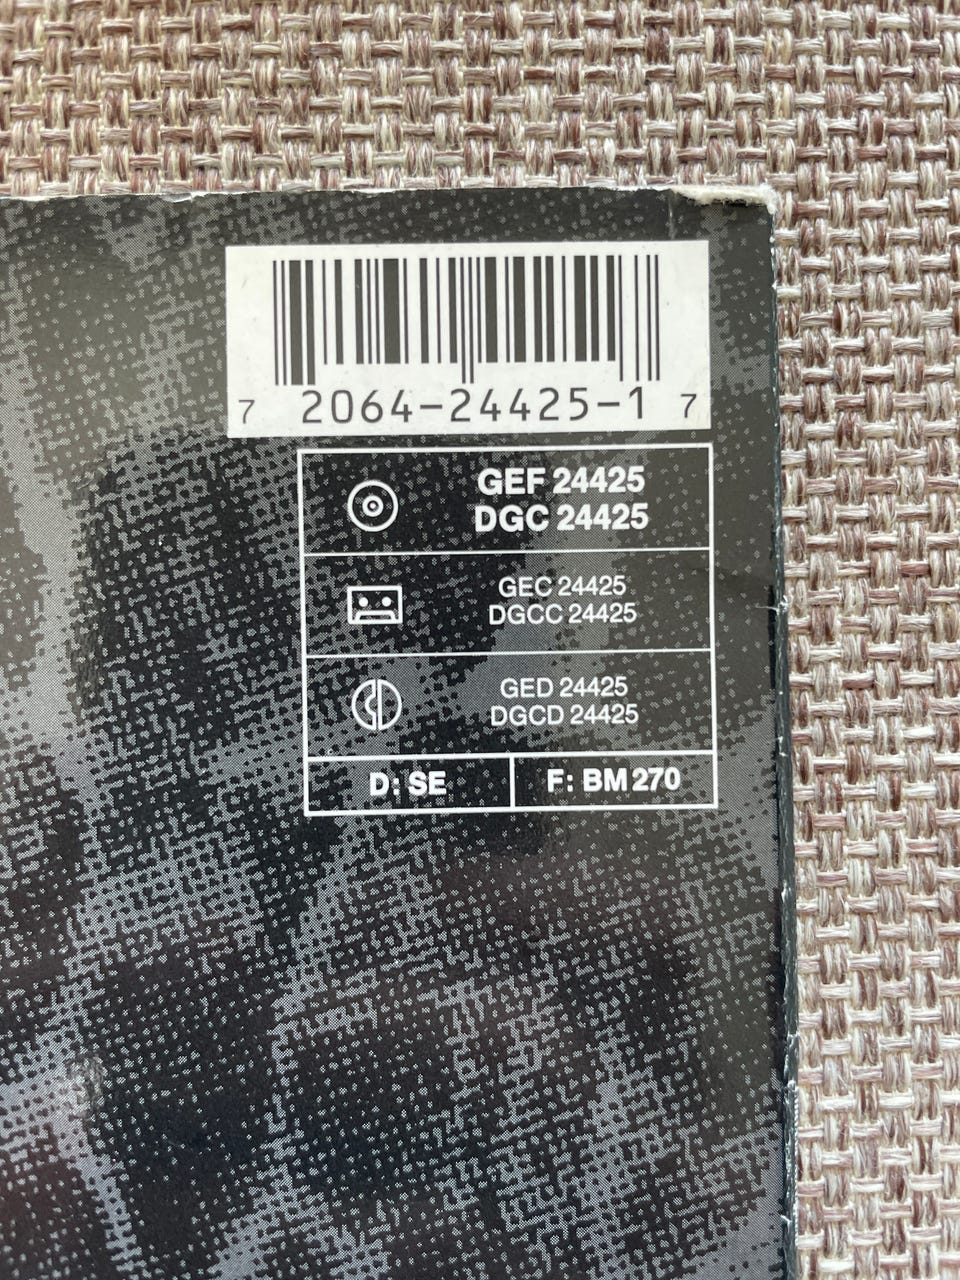 7 2064-24425-1 7
GEF 24425
DGC 24425
GEC 24425
DGCC 24425
GED 24425
DGCD 24425
D: SE
F: BM 270